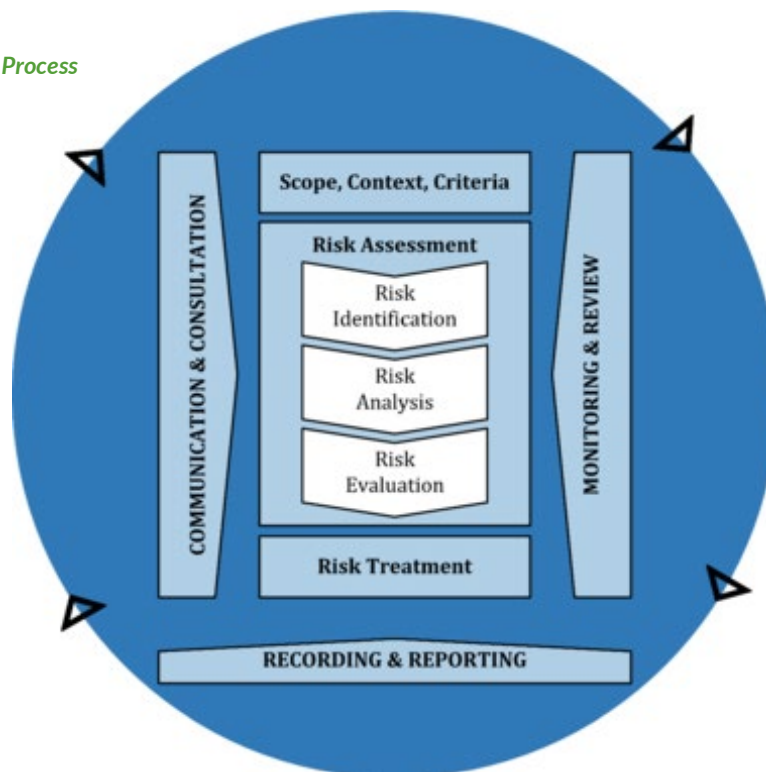 Process
Scope, Context, Criteria
COMMUNICATION & CONSULTATION
Risk Assessment
Risk
Identification
Risk
Analysis
Risk
Evaluation
MONITORING & REVIEW
Risk Treatment
RECORDING & REPORTING